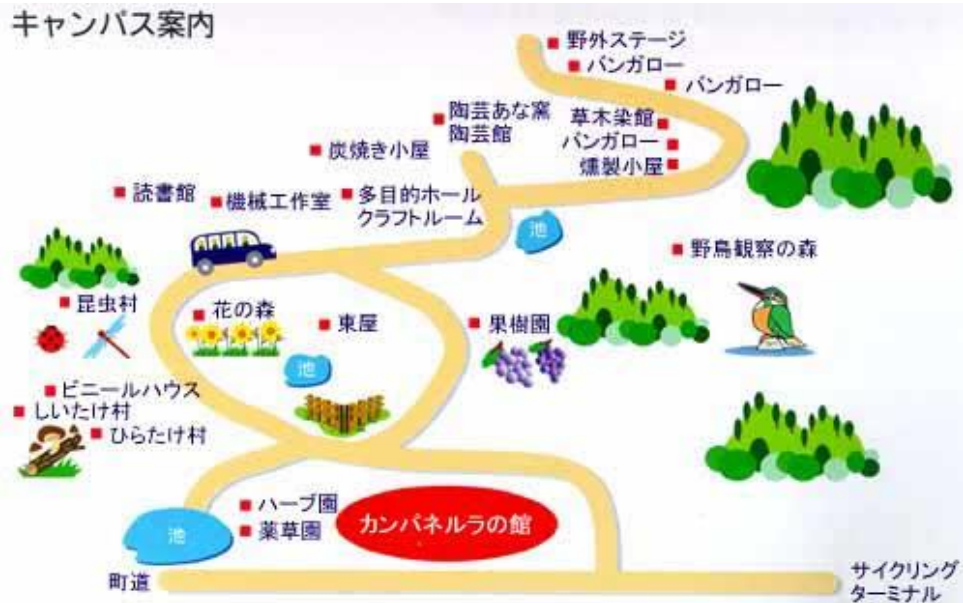 キャンパス案内
野外ステージ
バンガロー
バンガロー
陶芸あな窯
陶芸館
草木染館
バンガロー
燻製小屋
炭焼き小屋
読書館
機械工作室
多目的ホール
クラフトルーム
池
野鳥観察の森
昆虫村
花の森
東屋
果樹園
池
ビニールハウス
しいたけ村
ひらたけ村
ハーブ園
薬草園
カンパネルラの館
池
町道
サイクリング
ターミナル